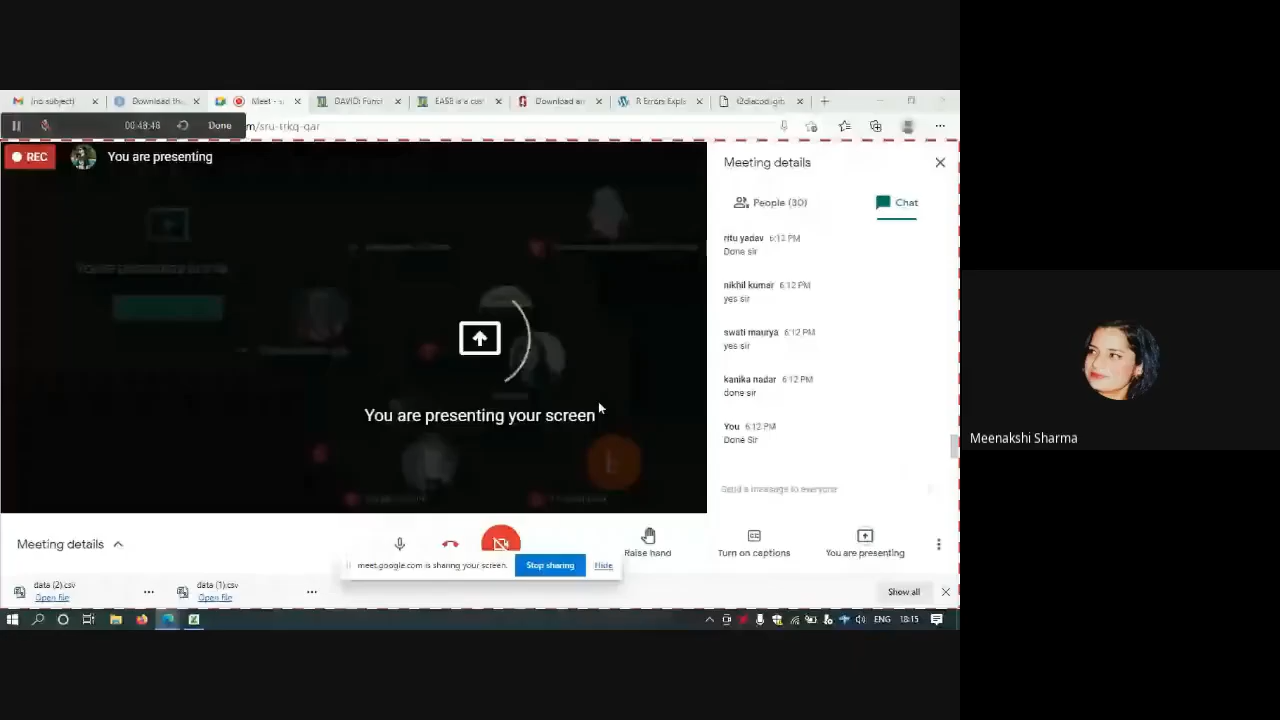 (no subject)
Download the
Meet - s
DAVID: Funct
EASE is a cus
Download an
R Errors Expla
00:48:48
Done
m/sru-trkq-qar
REC
You are presenting
Meeting details
People (30)
Chat
ritu yadav 6:12 PM
Done sir
nikhil kumar 6:12 PM
yes sir
swati maurya 6:12 PM
yes sir
kanika nadar 6:12 PM
done sir
You 6:12 PM
Done Sir
You are presenting your screen
Send a message to everyone
Meenakshi Sharma
Meeting details
Raise hand
Turn on captions
You are presenting
meet.google.com is sharing your screen.
Stop sharing
Hide
data (2).csv
Open file
data (1).csv
Open file
Show all
ENG
18:15